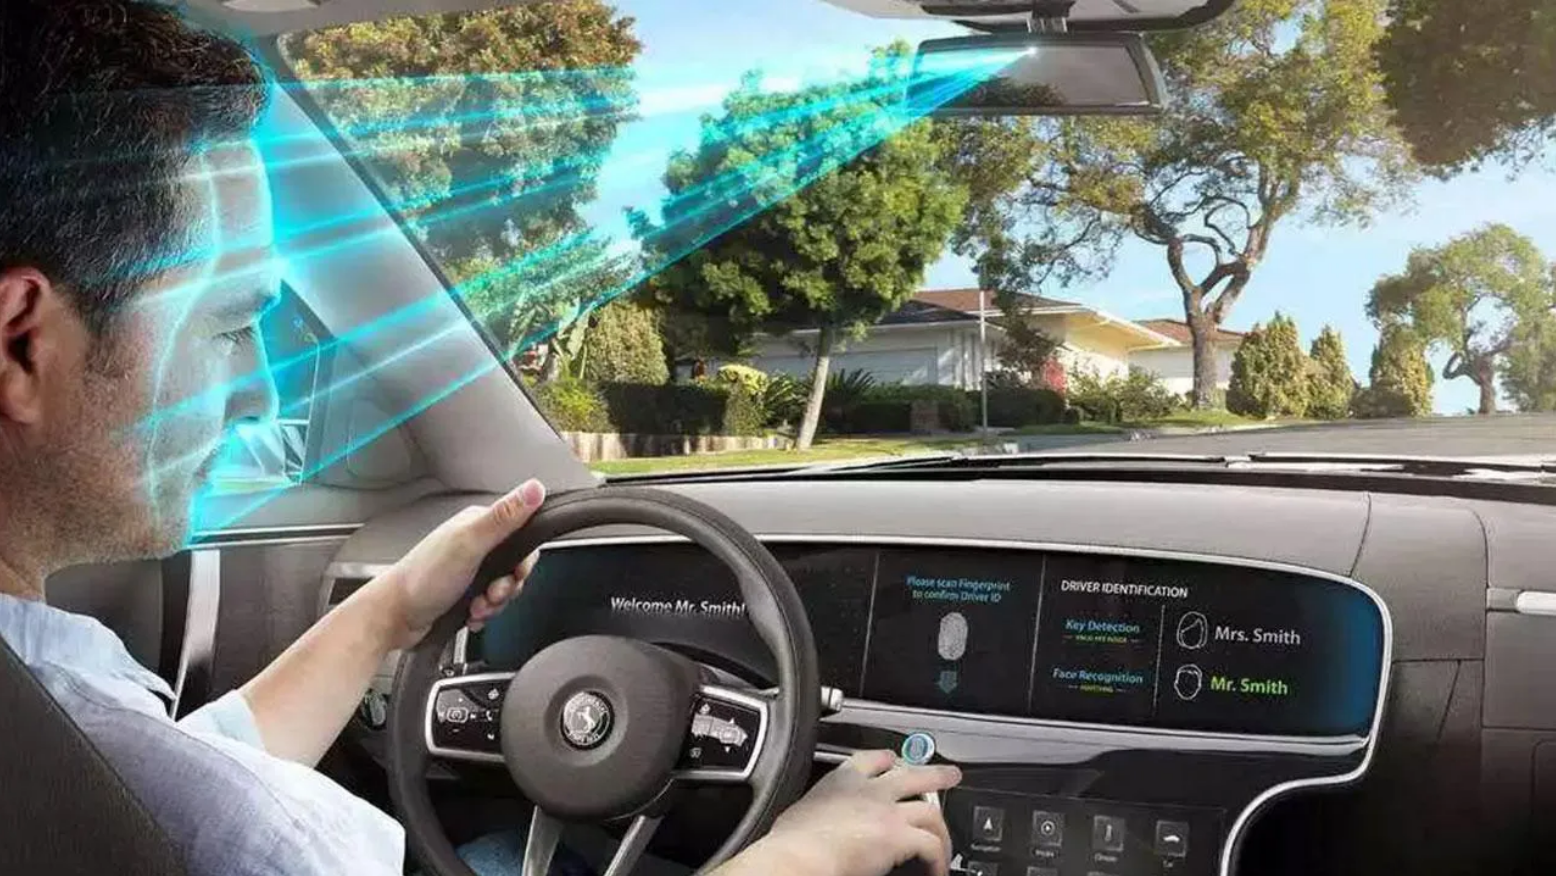 Welcome Mr. Smith!
Please scan Fingerprint
to confirm Driver ID
DRIVER IDENTIFICATION
Key Detection
Face Recognition
Mrs. Smith
Mr. Smith
Navigation